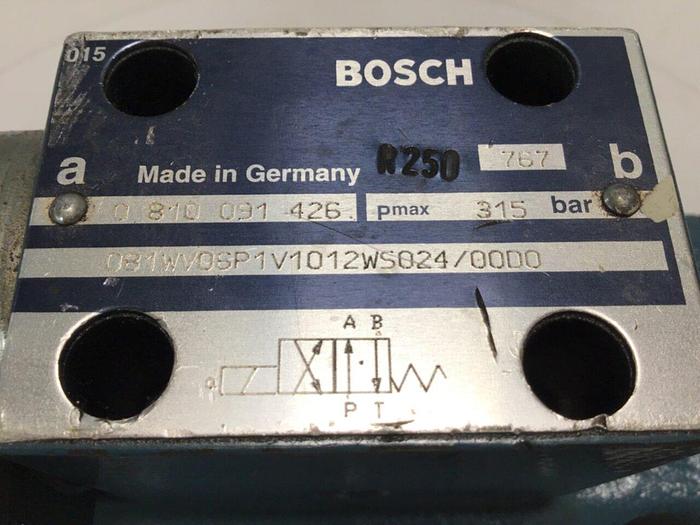 015
BOSCH
a Made in Germany R250 767 b
0 810 091 426 pmax 315 bar
081WV06P1V1012WS024/00D0
A B
a
P T